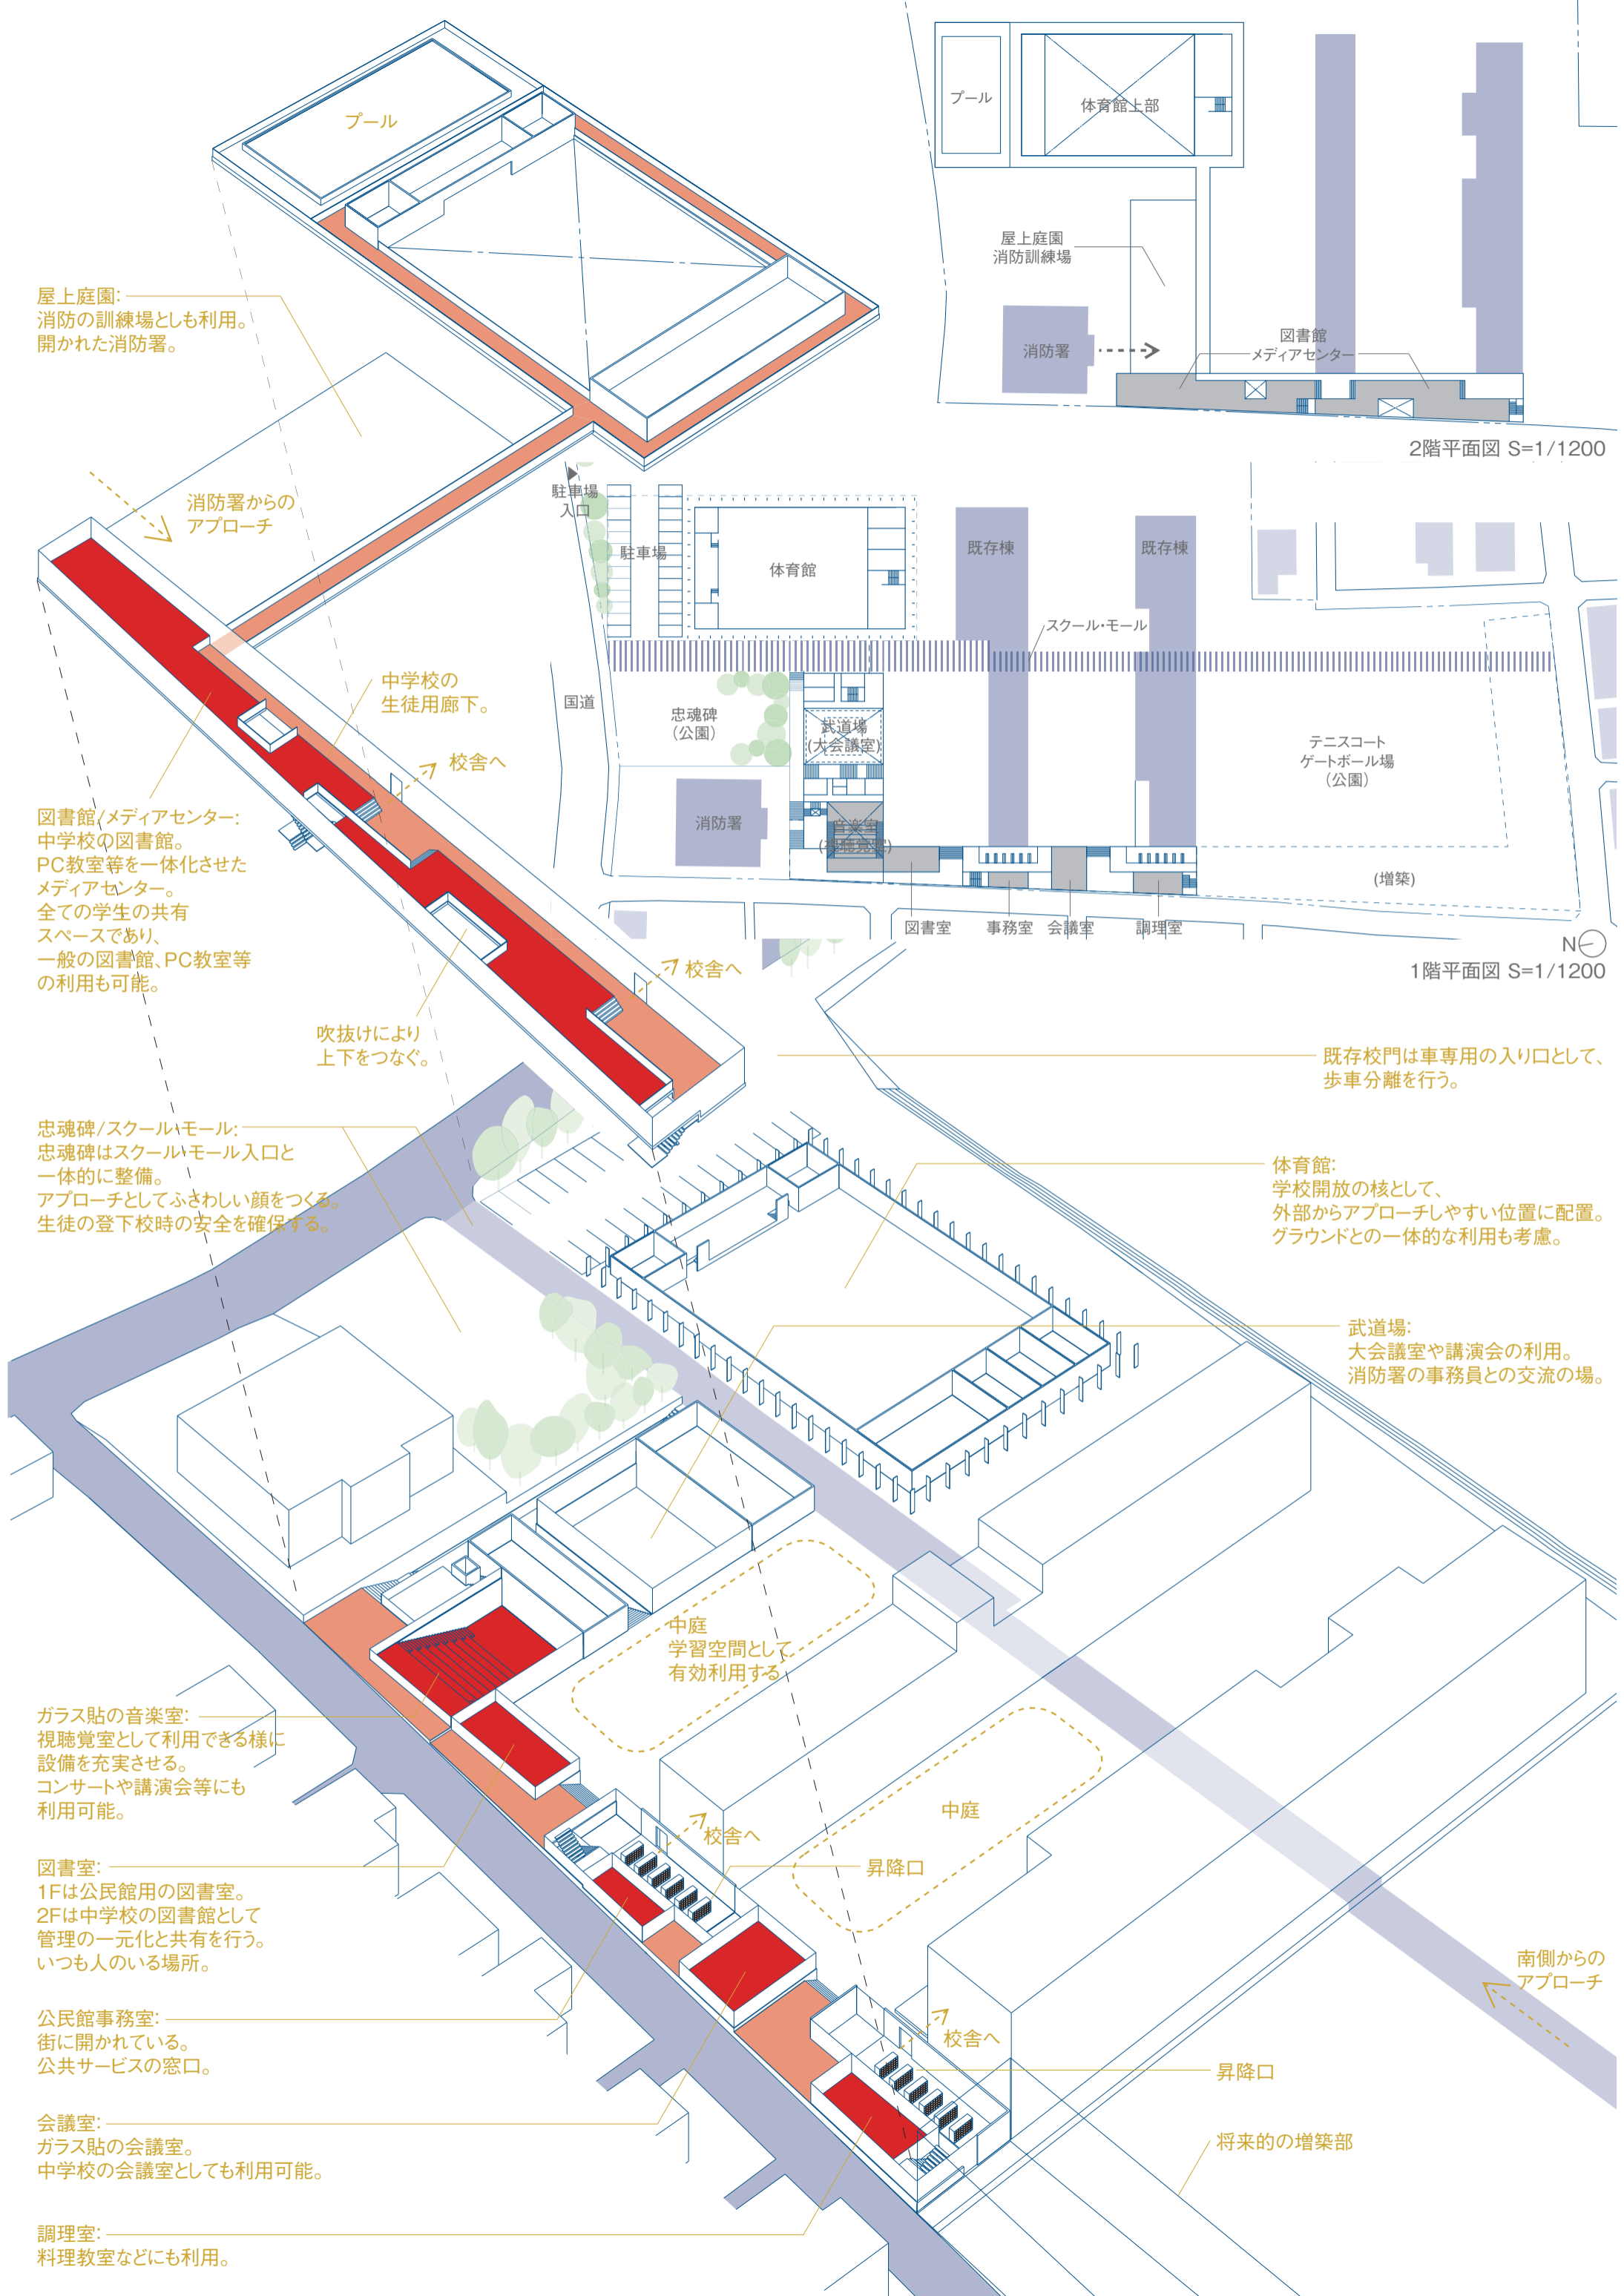 プール
屋上庭園:
消防の訓練場としも利用。
開かれた消防署。
消防署からの
アプローチ
中学校の
生徒用廊下。
校舎へ
図書館/メディアセンター:
中学校の図書館。
PC教室等を一体化させた
メディアセンター。
全ての学生の共有
スペースであり、
一般の図書館、PC教室等
の利用も可能。
校舎へ
吹抜けにより
上下をつなぐ。
プール
体育館上部
屋上庭園
消防訓練場
消防署
図書館
メディアセンター
2階平面図 S=1/1200
駐車場
入口
駐車場
体育館
既存棟
既存棟
スクール・モール
国道
忠魂碑
(公園)
武道場
(大会議室)
テニスコート
ゲートボール場
(公園)
消防署
音楽室
(視聴覚室)
(増築)
図書室
事務室
会議室
調理室
N
1階平面図 S=1/1200
既存校門は車専用の入り口として、
歩車分離を行う。
忠魂碑/スクール・モール:
忠魂碑はスクール・モール入口と
一体的に整備。
アプローチとしてふさわしい顔をつくる。
生徒の登下校時の安全を確保する。
体育館:
学校開放の核として、
外部からアプローチしやすい位置に配置。
グラウンドとの一体的な利用も考慮。
武道場:
大会議室や講演会の利用。
消防署の事務員との交流の場。
中庭
学習空間として
有効利用する
ガラス貼の音楽室:
視聴覚室として利用できる様に
設備を充実させる。
コンサートや講演会等にも
利用可能。
中庭
校舎へ
昇降口
図書室:
1Fは公民館用の図書室。
2Fは中学校の図書館として
管理の一元化と共有を行う。
いつも人のいる場所。
南側からの
アプローチ
公民館事務室:
街に開かれている。
公共サービスの窓口。
校舎へ
昇降口
会議室:
ガラス貼の会議室。
中学校の会議室としても利用可能。
将来的の増築部
調理室:
料理教室などにも利用。